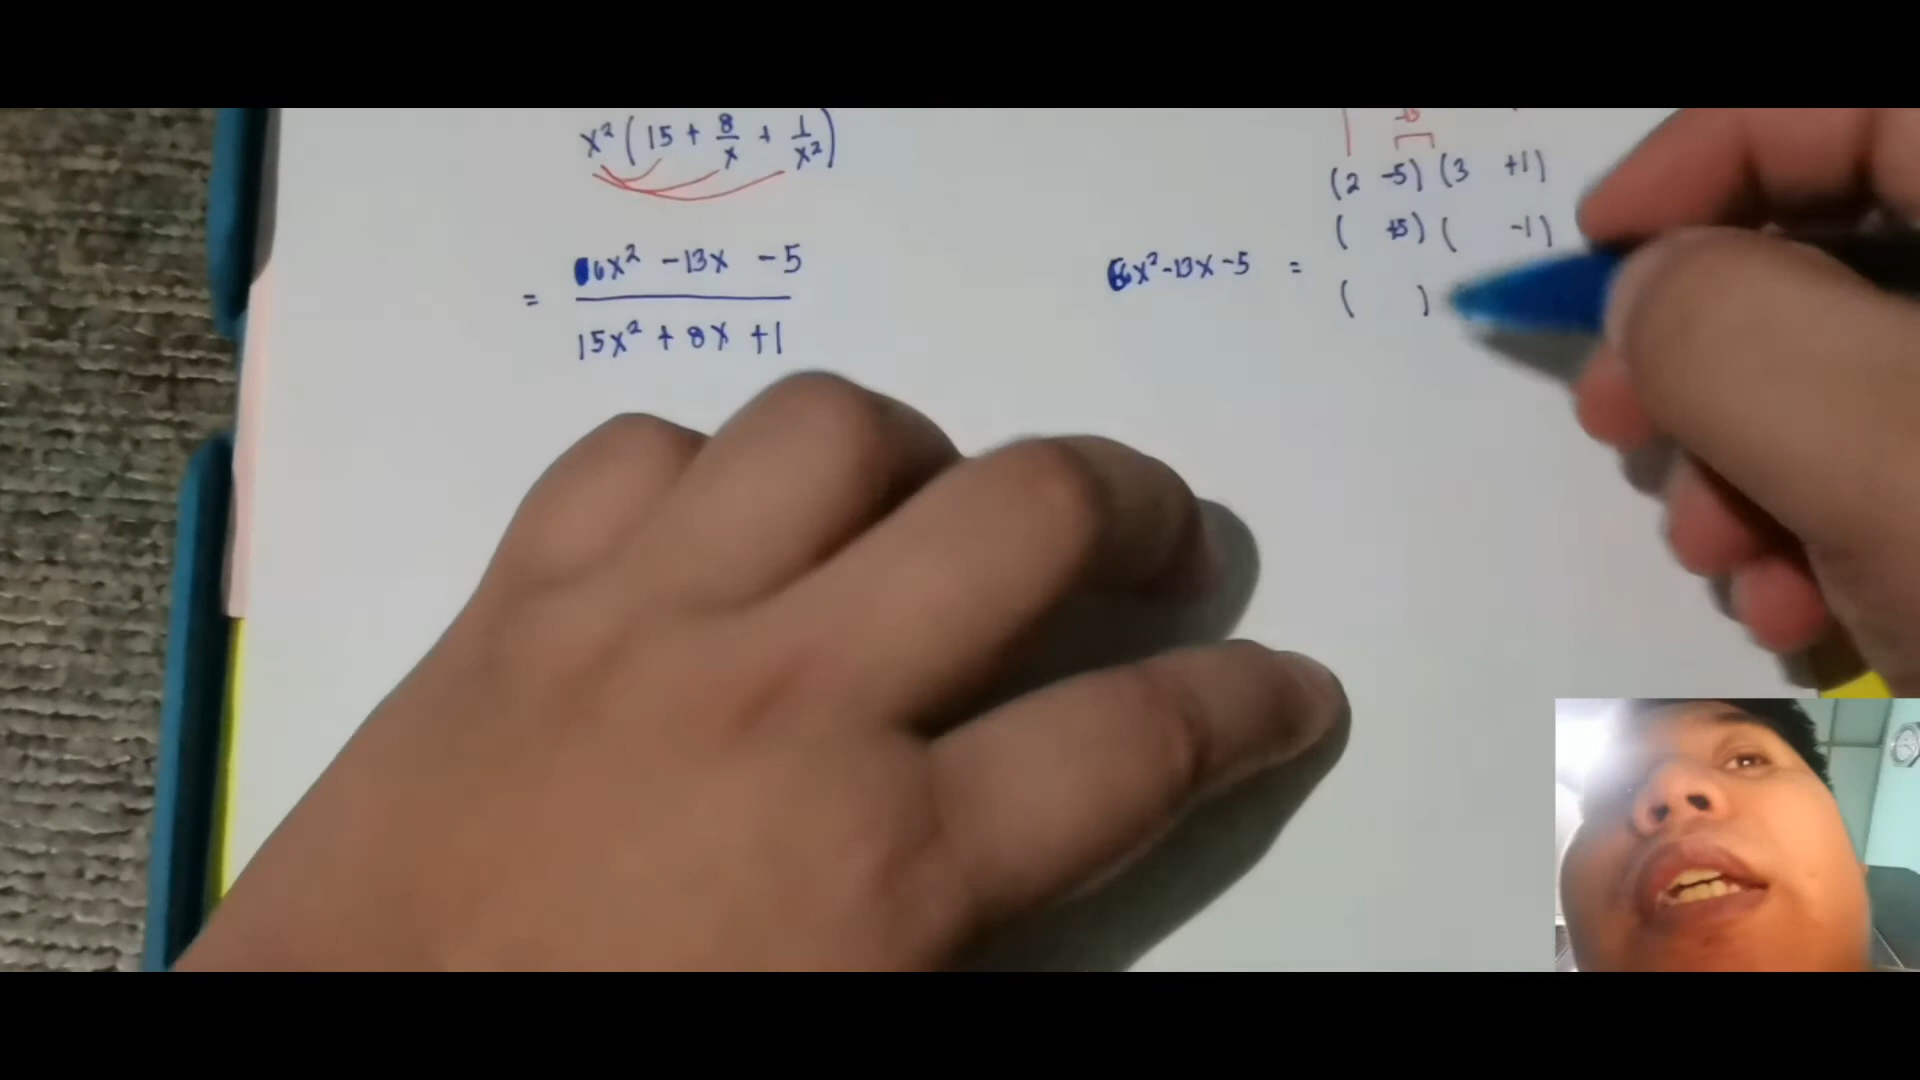 x² ( 15 + 8/x + 1/x² )
(2 -5) (3 +1)
( +5) ( -1)
= 6x² - 13x - 5 / 15x² + 8x + 1
6x² - 13x - 5 = ( )